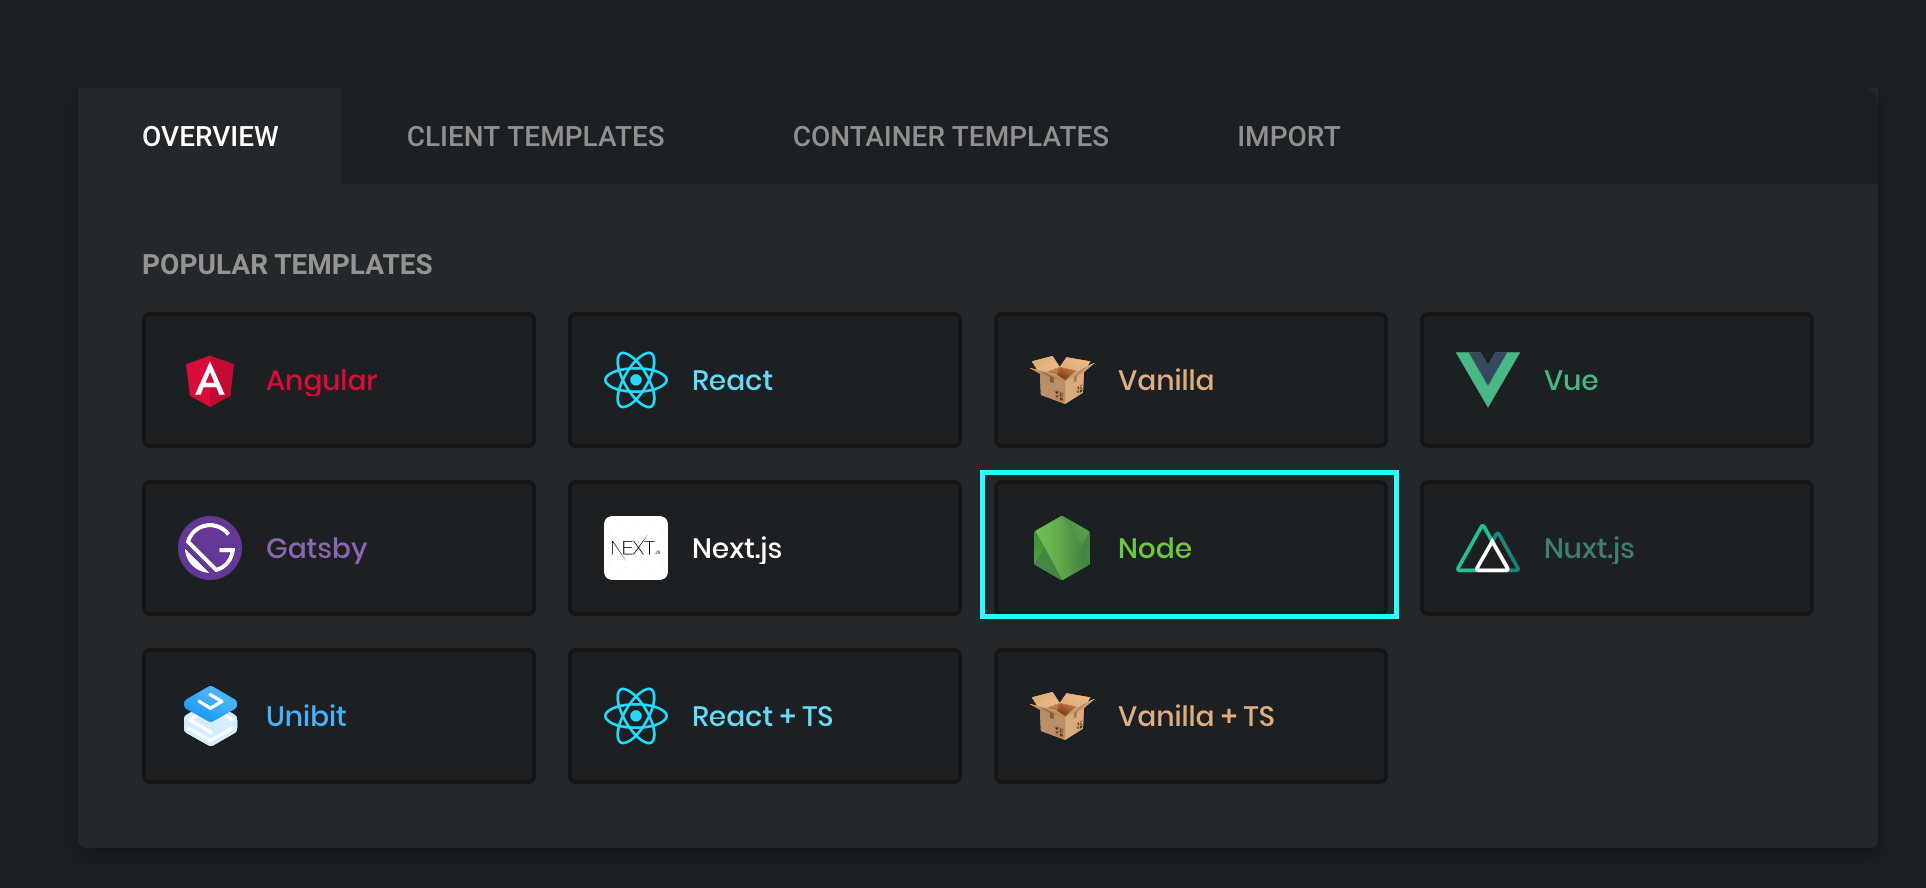 OVERVIEW CLIENT TEMPLATES CONTAINER TEMPLATES IMPORT
POPULAR TEMPLATES
Angular React Vanilla Vue
Gatsby NEXT.JS Next.js Node Nuxt.js
Unibit React + TS Vanilla + TS